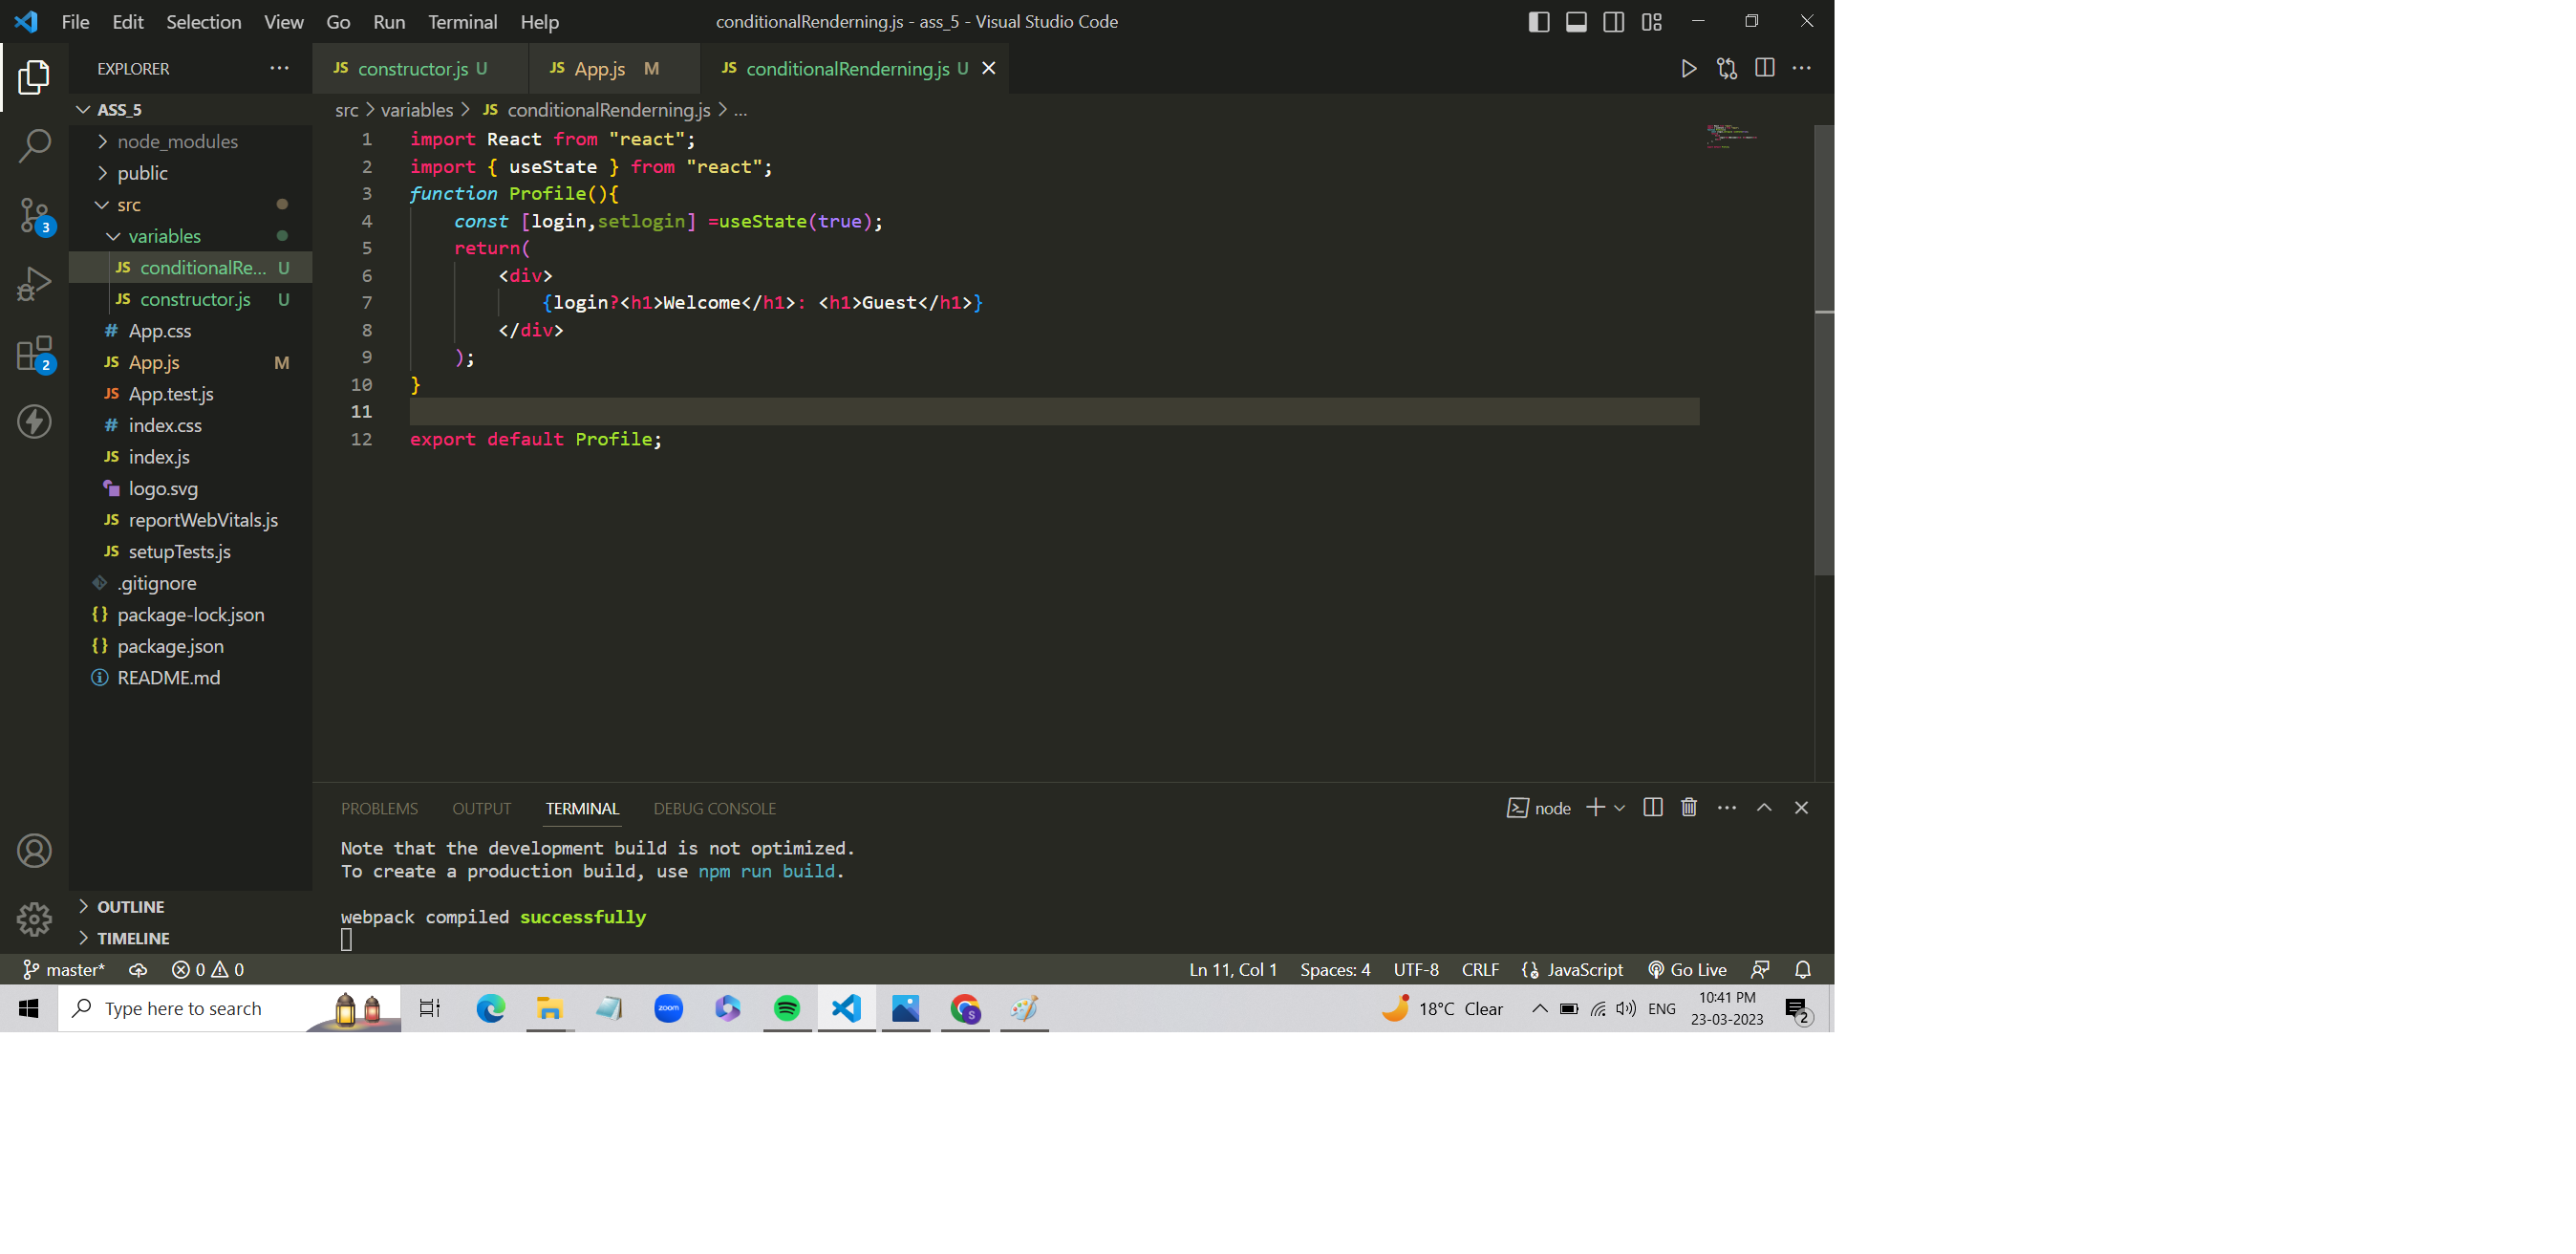 File Edit Selection View Go Run Terminal Help
conditionalRenderning.js - ass_5 - Visual Studio Code
EXPLORER
JS constructor.js U
JS App.js M
JS conditionalRenderning.js U
ASS_5
node_modules
public
src
variables
JS conditionalRe... U
JS constructor.js U
# App.css
JS App.js M
JS App.test.js
# index.css
JS index.js
logo.svg
JS reportWebVitals.js
JS setupTests.js
.gitignore
{} package-lock.json
{} package.json
README.md
OUTLINE
TIMELINE
3
2
src > variables > JS conditionalRenderning.js > ...
1 import React from "react";
2 import { useState } from "react";
3 function Profile(){
4 const [login,setlogin] =useState(true);
5 return(
6 <div>
7 {login?<h1>Welcome</h1>: <h1>Guest</h1>}
8 </div>
9 );
10 }
11
12 export default Profile;
PROBLEMS OUTPUT TERMINAL DEBUG CONSOLE
node
Note that the development build is not optimized.
To create a production build, use npm run build.
webpack compiled successfully
master* 0 0
Ln 11, Col 1 Spaces: 4 UTF-8 CRLF {} JavaScript Go Live
Type here to search
zoom
S
18°C Clear
ENG
10:41 PM
23-03-2023
2